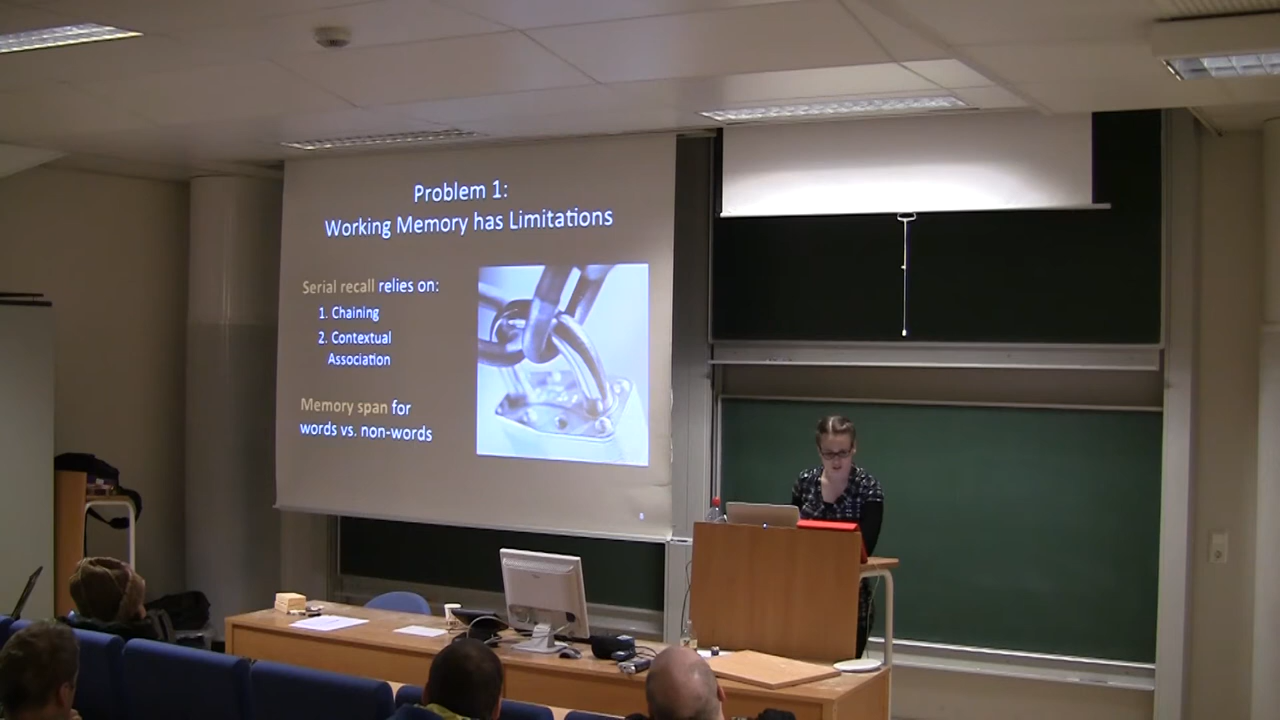 Problem 1:
Working Memory has Limitations
Serial recall relies on:
1. Chaining
2. Contextual
Association
Memory span for
words vs. non-words